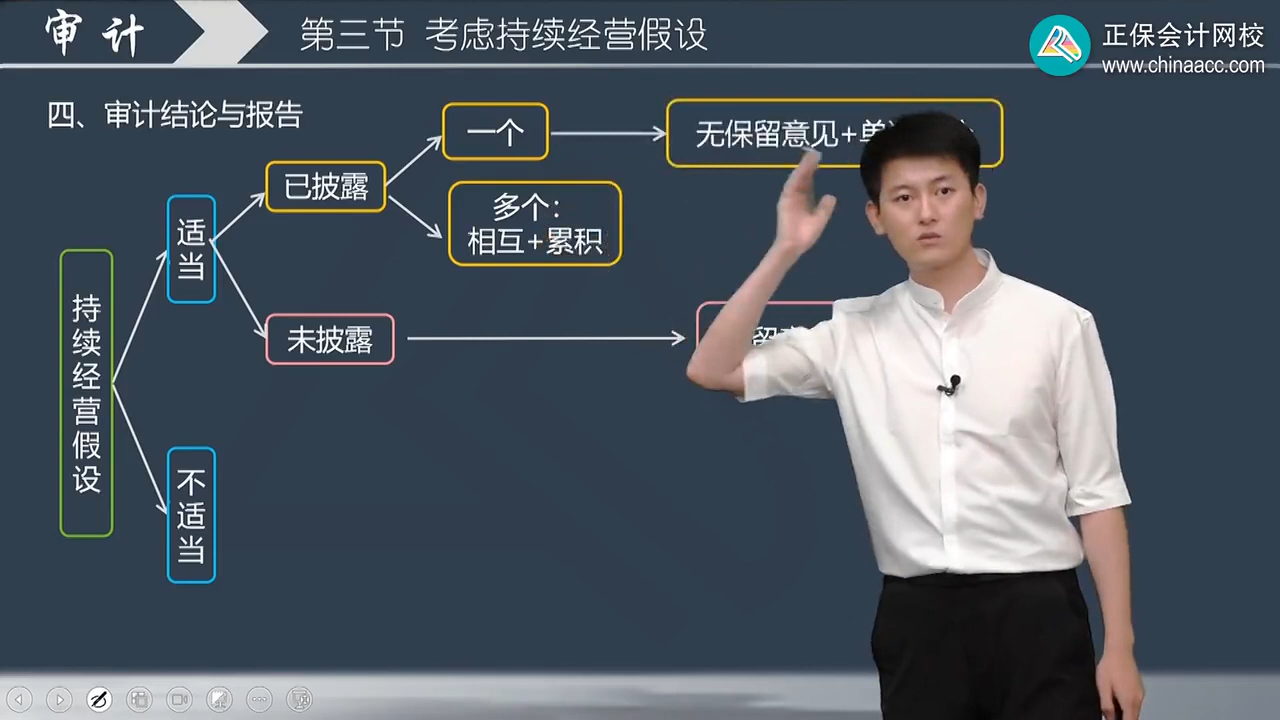 审计
第三节 考虑持续经营假设
正保会计网校
www.chinaacc.com
四、审计结论与报告
持续经营假设
适当
已披露
一个
无保留意见+单
多个：
相互+累积
未披露
留意
不适当